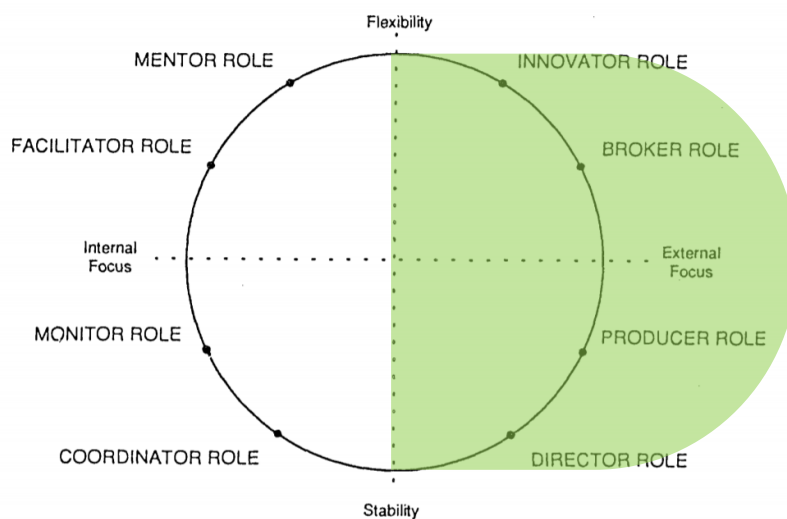 Flexibility
MENTOR ROLE
INNOVATOR ROLE
FACILITATOR ROLE
BROKER ROLE
Internal
Focus
External
Focus
MONITOR ROLE
PRODUCER ROLE
COORDINATOR ROLE
DIRECTOR ROLE
Stability